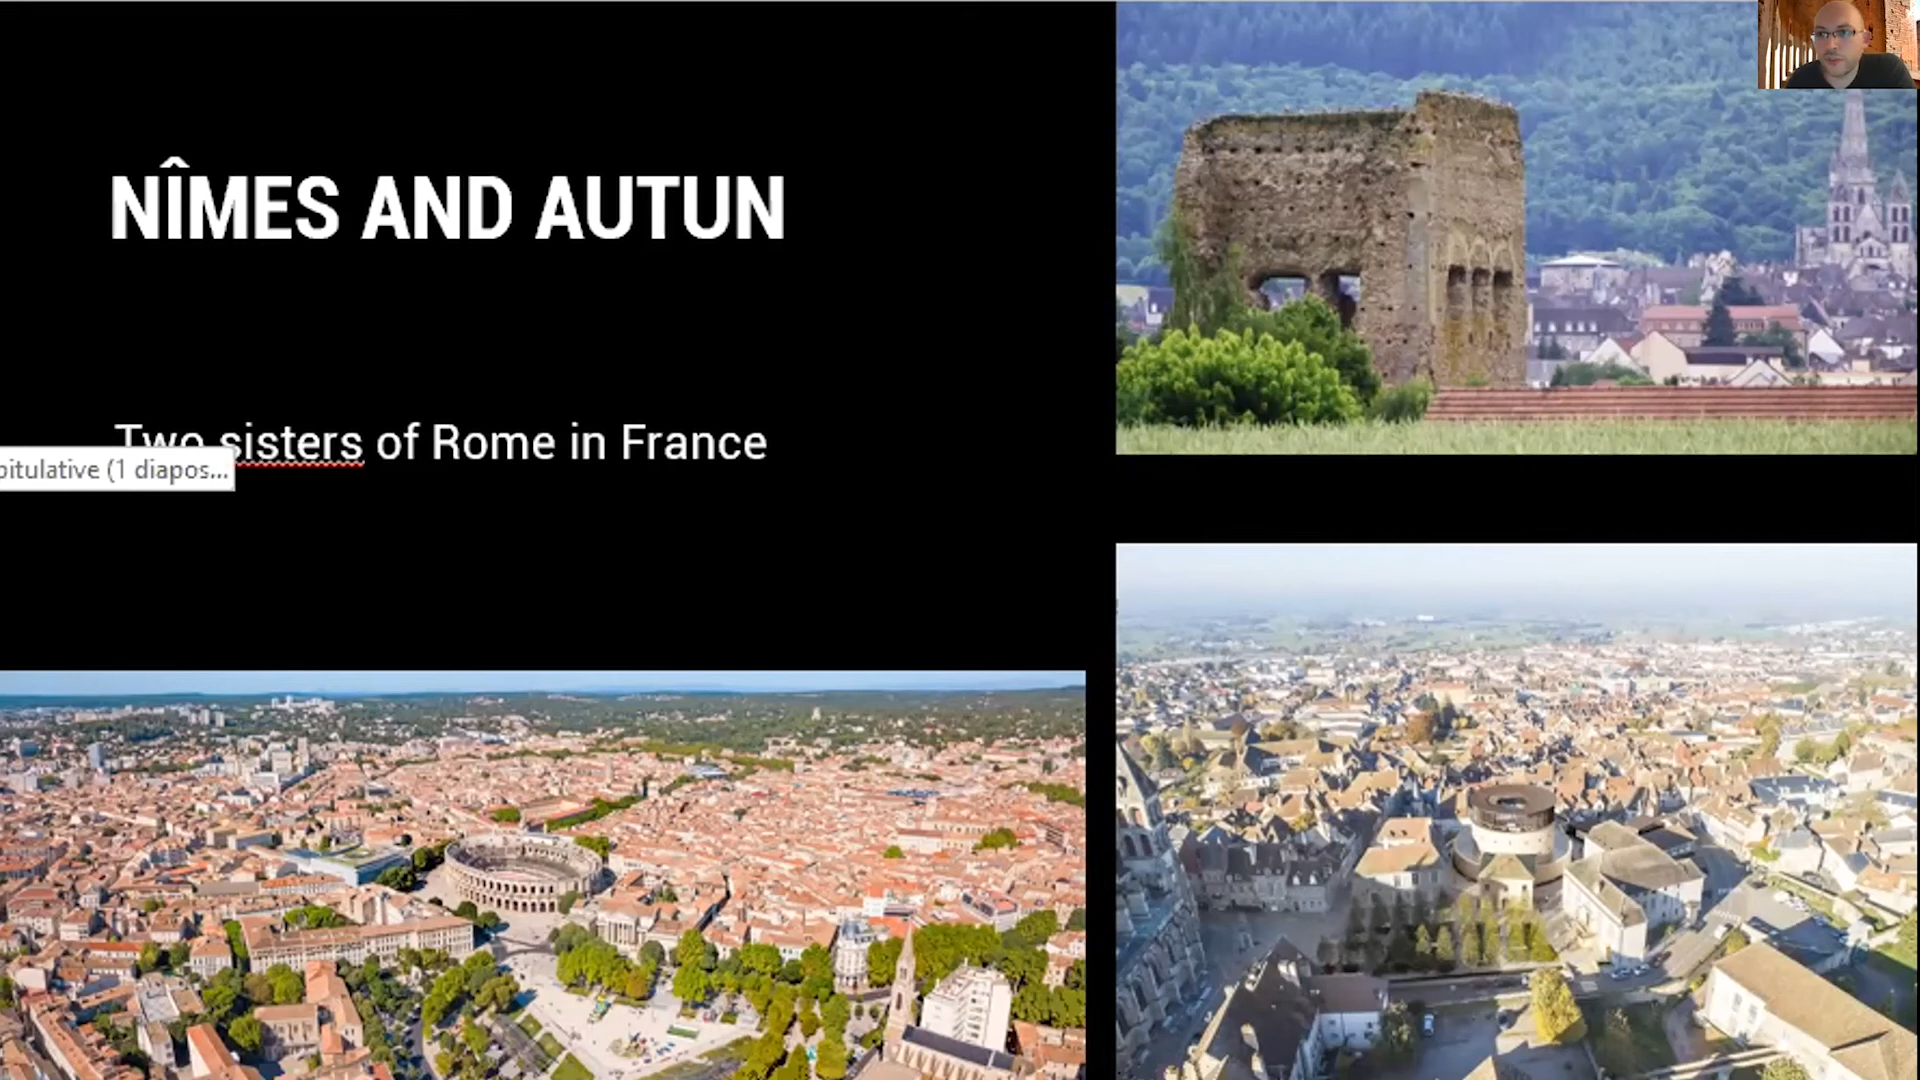 NÎMES AND AUTUN
Two sisters of Rome in France
pitulative (1 diapos...